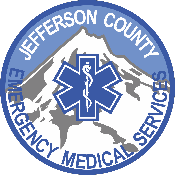 JEFFERSON COUNTY
EMERGENCY MEDICAL SERVICES